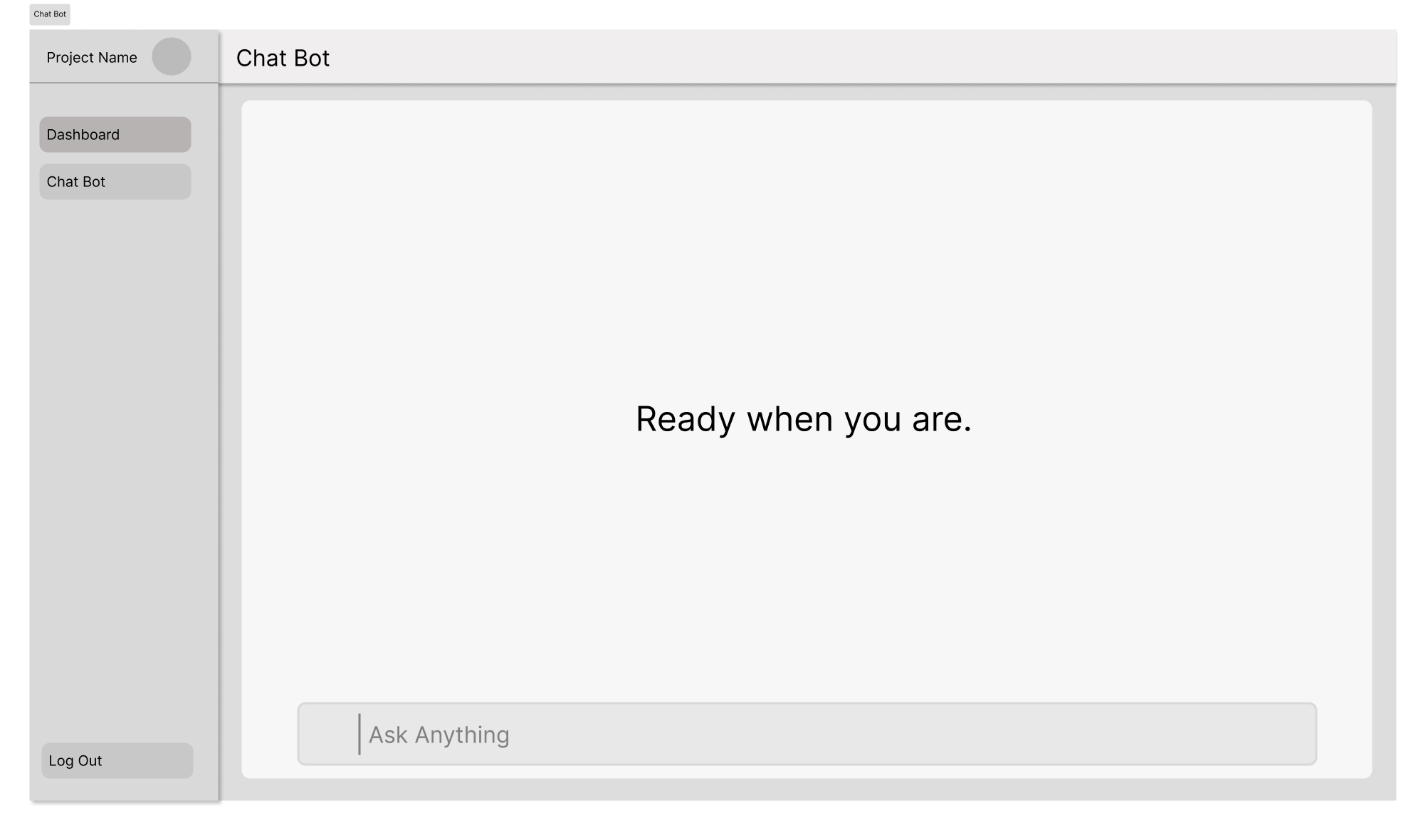 Chat Bot
Project Name
Chat Bot
Dashboard
Chat Bot
Ready when you are.
Ask Anything
Log Out